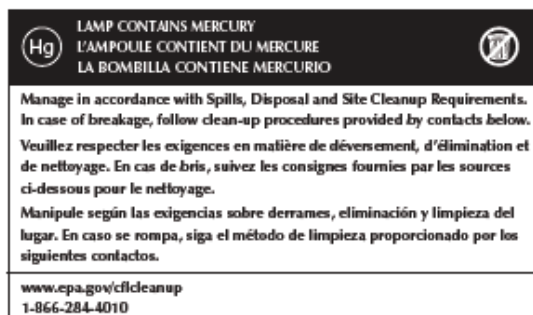 Hg
LAMP CONTAINS MERCURY
L'AMPOULE CONTIENT DU MERCURE
LA BOMBILLA CONTIENE MERCURIO
Manage in accordance with Spills, Disposal and Site Cleanup Requirements.
In case of breakage, follow clean-up procedures provided by contacts below.
Veuillez respecter les exigences en matière de déversement, d'élimination et
de nettoyage. En cas de bris, suivez les consignes fournies par les sources
ci-dessous pour le nettoyage.
Manipule según las exigencias sobre derrames, eliminación y limpieza del
lugar. En caso se rompa, siga el método de limpieza proporcionado por los
siguientes contactos.
www.epa.gov/cflcleanup
1-866-284-4010